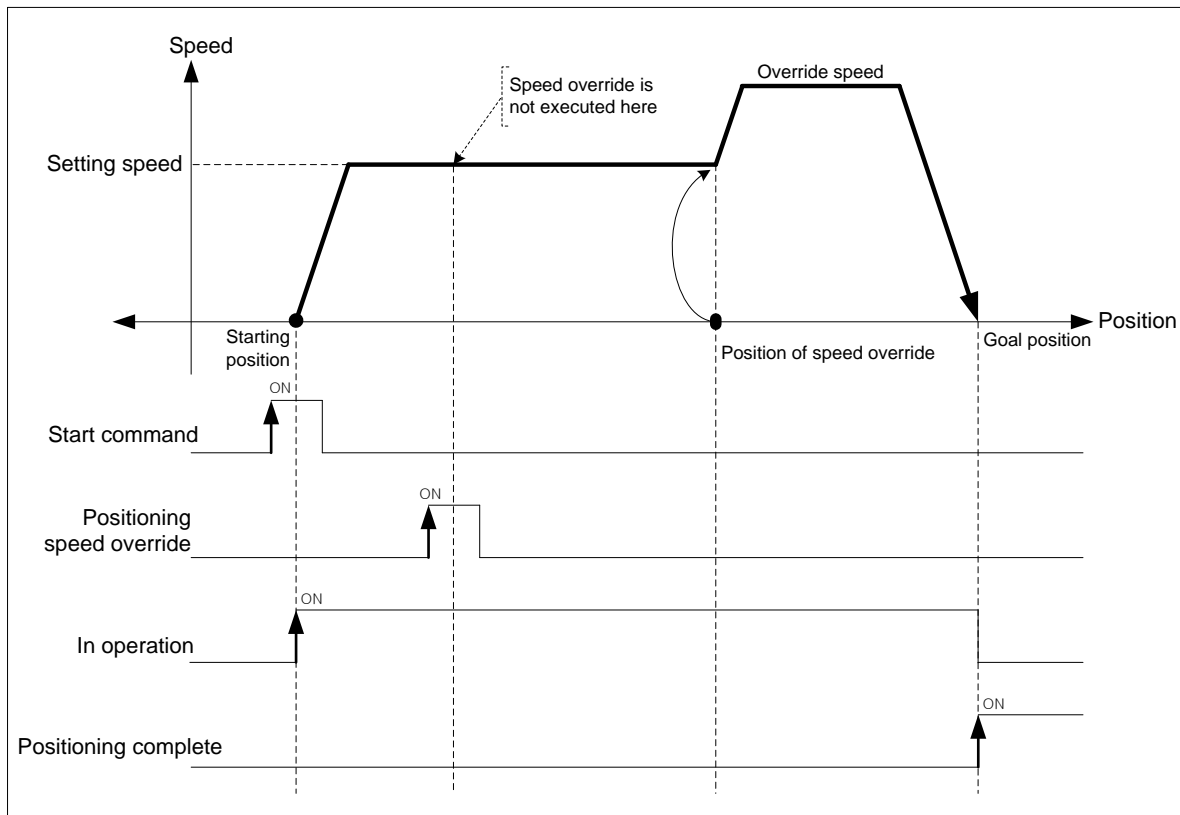 Speed
Speed override is
not executed here
Override speed
Setting speed
Starting
position
Position of speed override
Goal position
Position
ON
Start command
ON
Positioning
speed override
ON
In operation
ON
Positioning complete